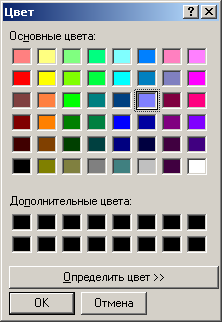 Цвет
Основные цвета:
Дополнительные цвета:
Определить цвет >>
OK
Отмена